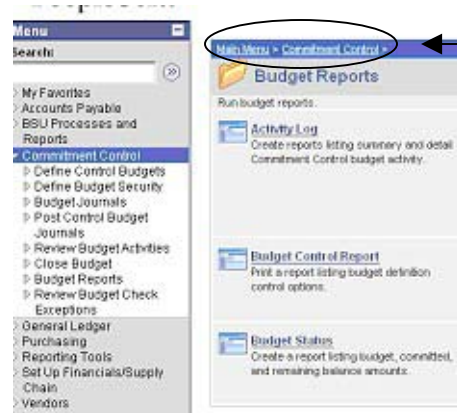 Menu
Search:
My Favorites
Accounts Payable
BSU Processes and
Reports
Commitment Control
Define Control Budgets
Define Budget Security
Budget Journals
Post Control Budget
Journals
Review Budget Activities
Close Budget
Budget Reports
Review Budget Check
Exceptions
General Ledger
Purchasing
Reporting Tools
Set Up Financials/Supply
Chain
Vendors
Main Menu > Commitment Control >
Budget Reports
Run budget reports.
Activity Log
Create reports listing summary and detail
Commitment Control budget activity.
Budget Control Report
Print a report listing budget definition
control options.
Budget Status
Create a report listing budget, committed,
and remaining balance amounts.